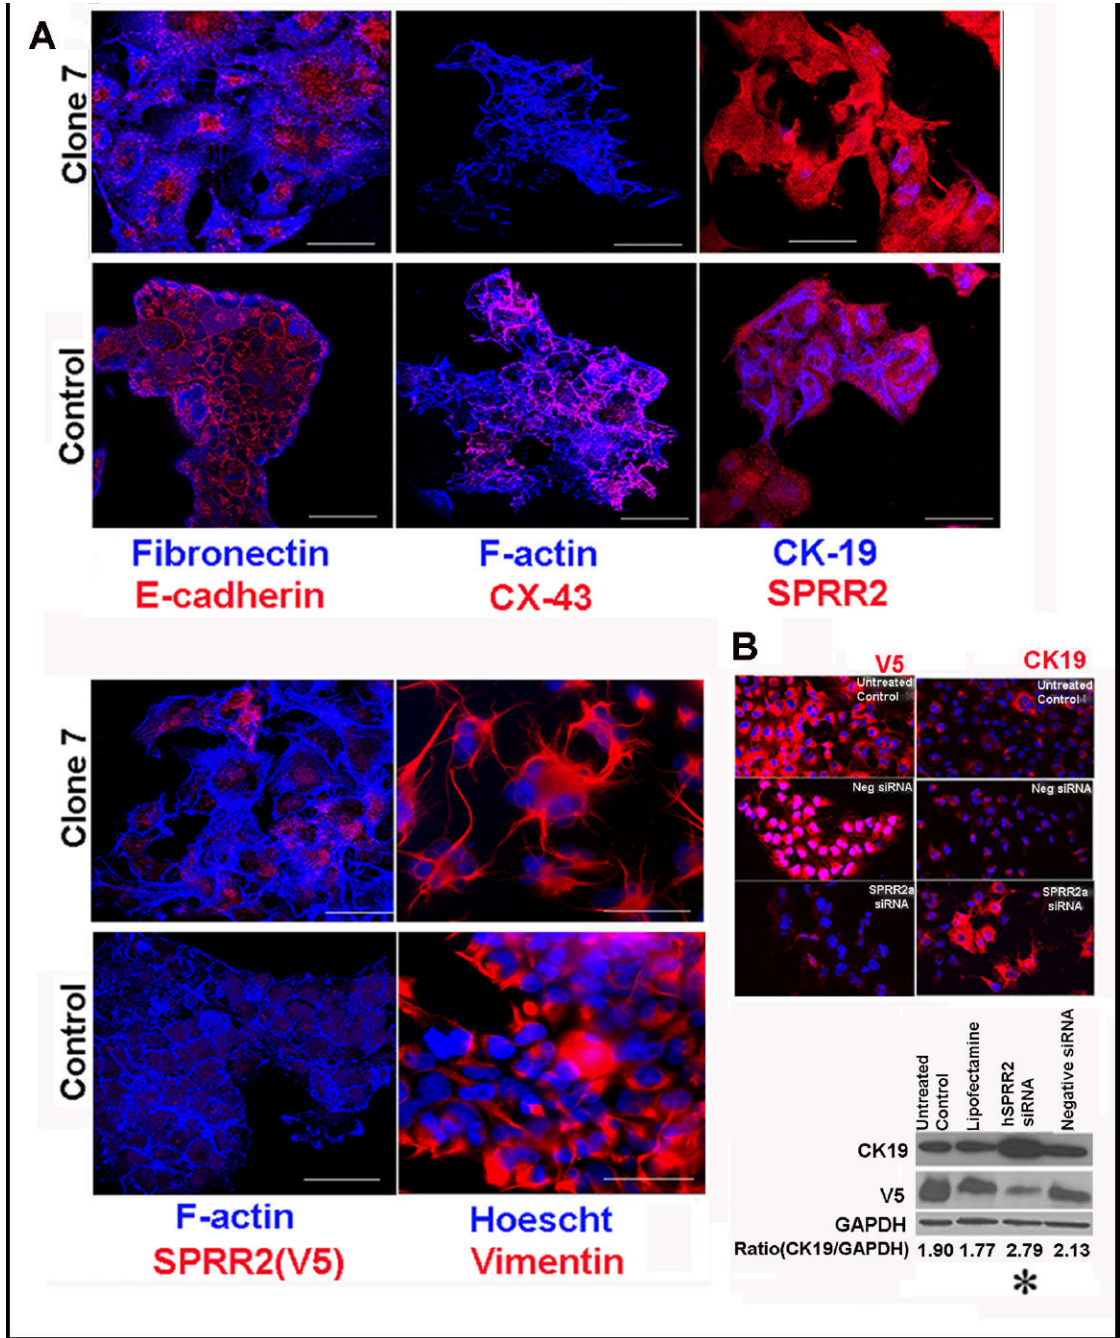 A
Clone 7
Control
Fibronectin
E-cadherin
F-actin
CX-43
CK-19
SPRR2
Clone 7
Control
F-actin
SPRR2(V5)
Hoescht
Vimentin
B
V5
CK19
Untreated
Control
Untreated
Control
Neg siRNA
Neg siRNA
SPRR2a
siRNA
SPRR2a
siRNA
Untreated
Control
Lipofectamine
hSPRR2
siRNA
Negative siRNA
CK19
V5
GAPDH
Ratio(CK19/GAPDH) 1.90 1.77 2.79 2.13
*